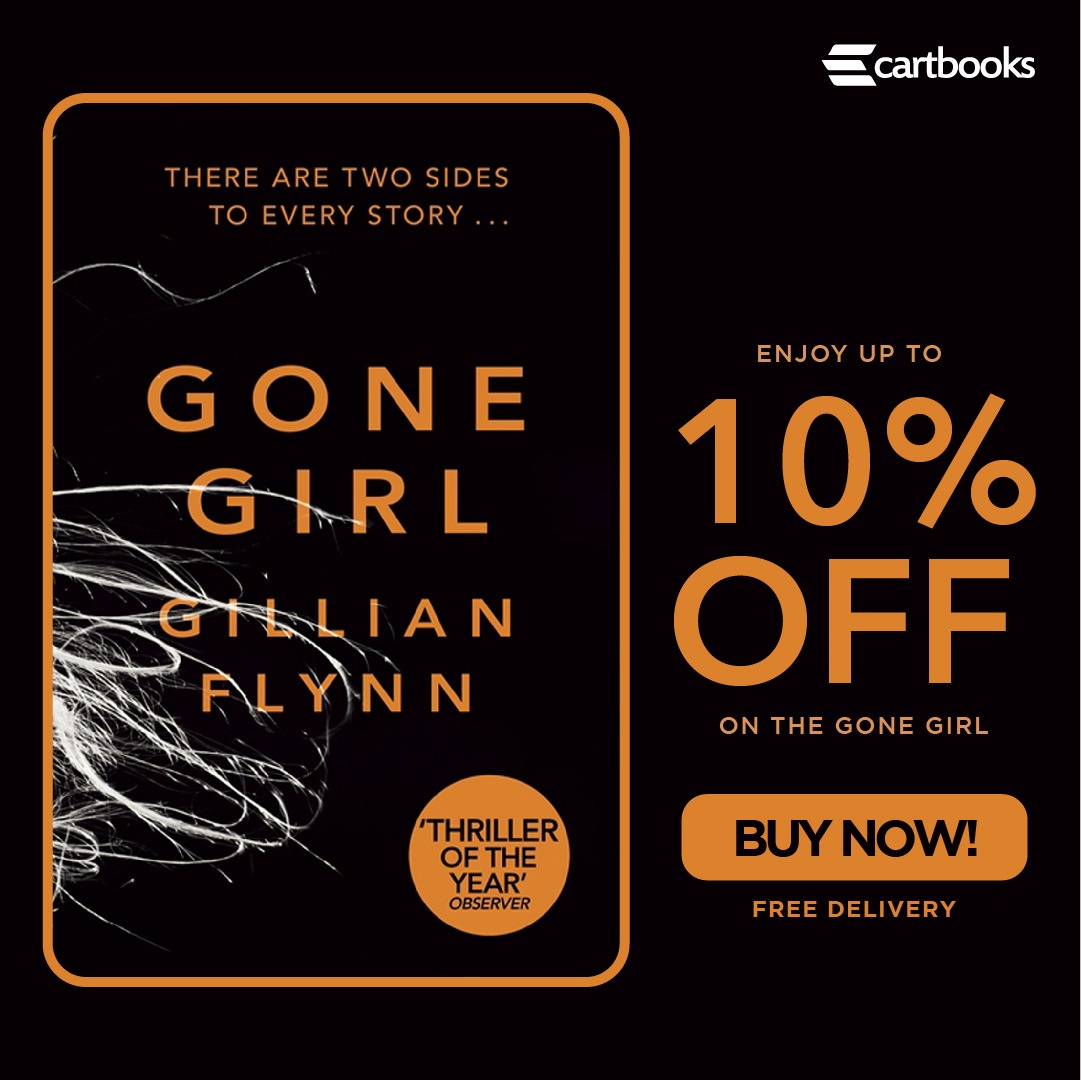 cartbooks
THERE ARE TWO SIDES
TO EVERY STORY ...
GONE
GIRL
GILLIAN
FLYNN
'THRILLER
OF THE
YEAR'
OBSERVER
ENJOY UP TO
10%
OFF
ON THE GONE GIRL
BUY NOW!
FREE DELIVERY